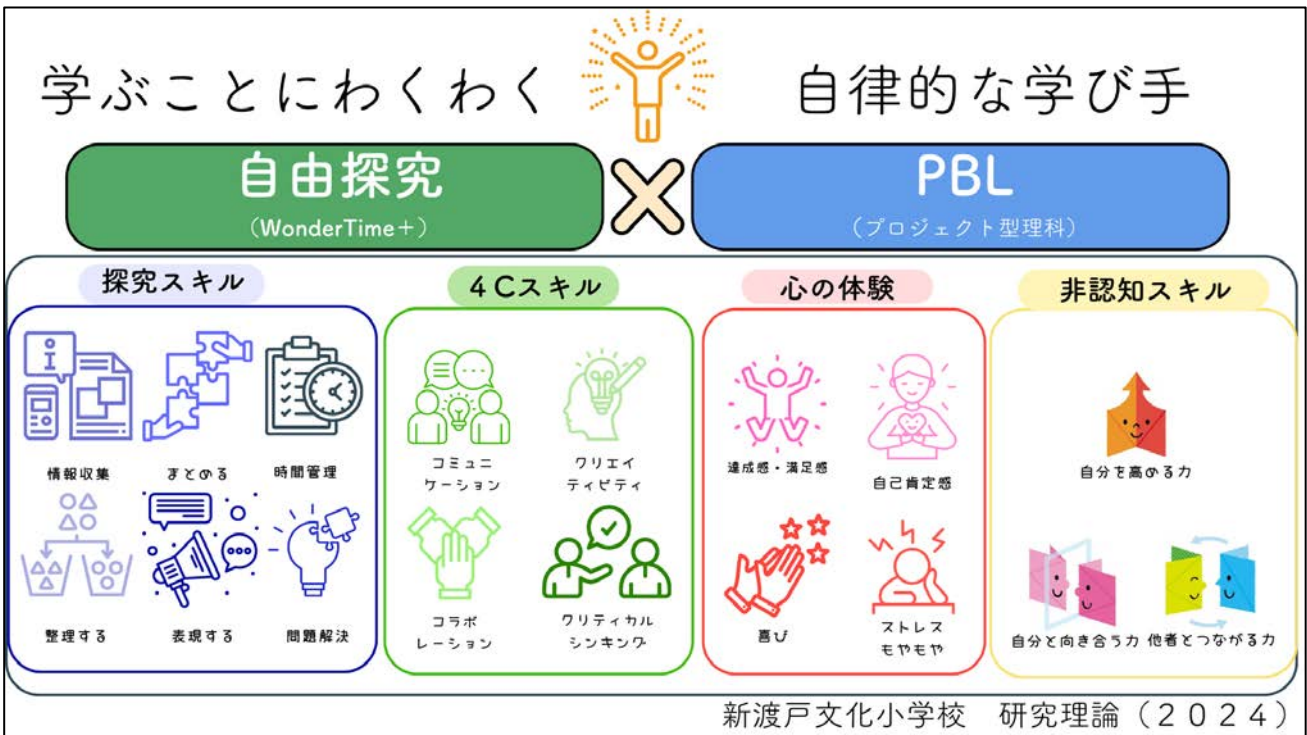 学ぶことにわくわく
自律的な学び手
自由探究
(WonderTime+)
×
PBL
(プロジェクト型理科)
探究スキル
4Cスキル
心の体験
非認知スキル
情報収集
まとめる
時間管理
整理する
表現する
問題解決
コミュニ
ケーション
クリエイ
ティビティ
コラボ
レーション
クリティカル
シンキング
達成感・満足感
自己肯定感
喜び
ストレス
もやもや
自分を高める力
自分と向き合う力
他者とつながる力
新渡戸文化小学校 研究理論(2024)